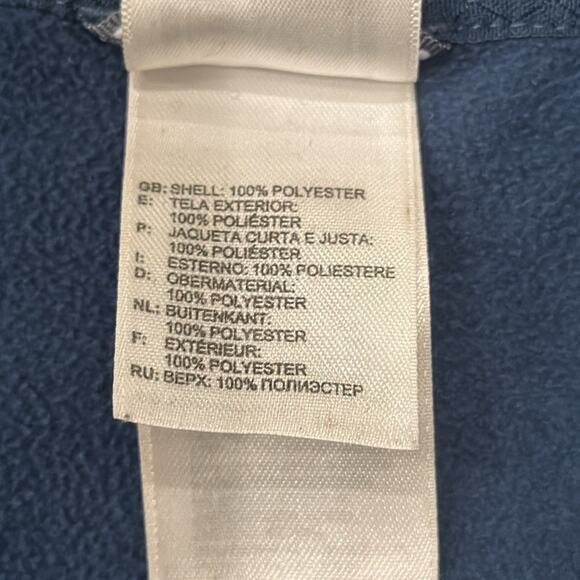 GB: SHELL: 100% POLYESTER
E: TELA EXTERIOR:
100% POLIÉSTER
P: JAQUETA CURTA E JUSTA:
100% POLIÉSTER
I: ESTERNO: 100% POLIESTERE
D: OBERMATERIAL:
100% POLYESTER
NL: BUITENKANT:
100% POLYESTER
F: EXTÉRIEUR:
100% POLYESTER
RU: ВЕРХ: 100% ПОЛИЭСТЕР